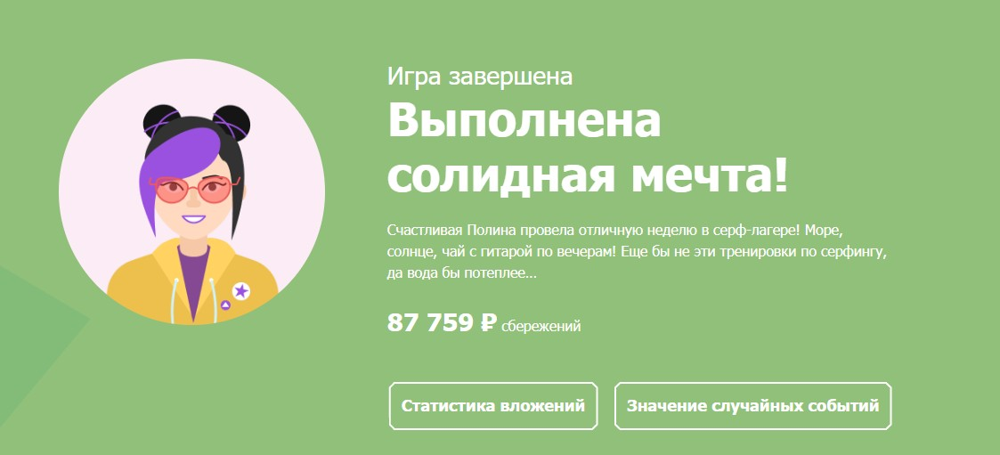 Игра завершена
Выполнена
солидная мечта!
Счастливая Полина провела отличную неделю в серф-лагере! Море,
солнце, чай с гитарой по вечерам! Еще бы не эти тренировки по серфингу,
да вода бы потеплее...
87 759 ₽ сбережений
Статистика вложений
Значение случайных событий